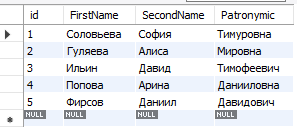 id FirstName SecondName Patronymic
1 Соловьева София Тимуровна
2 Гуляева Алиса Мировна
3 Ильин Давид Тимофеевич
4 Попова Арина Данииловна
5 Фирсов Даниил Давидович
NULL NULL NULL NULL